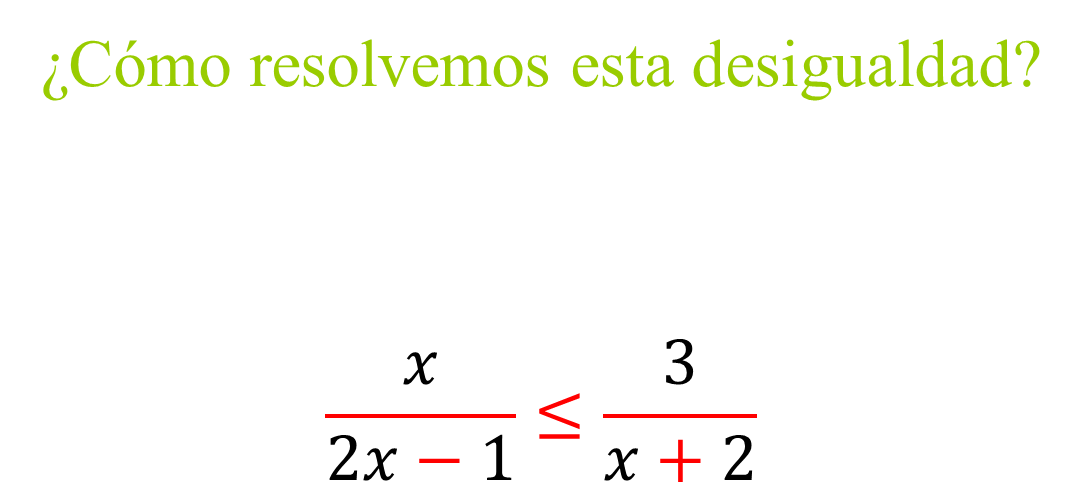 ¿Cómo resolvemos esta desigualdad?
x/(2x − 1) ≤ 3/(x + 2)